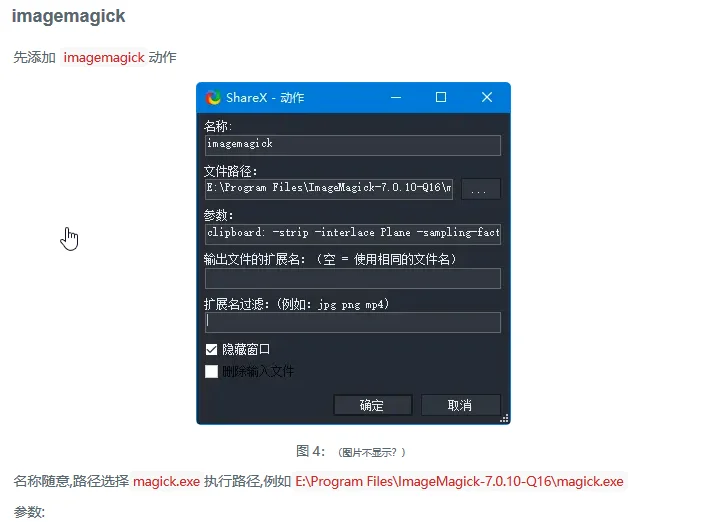 imagemagick
先添加 imagemagick 动作
ShareX - 动作
名称:
imagemagick
文件路径:
E:\Program Files\ImageMagick-7.0.10-Q16\m
...
参数:
clipboard: -strip -interlace Plane -sampling-fact
输出文件的扩展名: (空 = 使用相同的文件名)
扩展名过滤: (例如: jpg png mp4)
隐藏窗口
删除输入文件
确定 取消
图 4: (图片不显示? )
名称随意,路径选择 magick.exe 执行路径,例如 E:\Program Files\ImageMagick-7.0.10-Q16\magick.exe
参数: